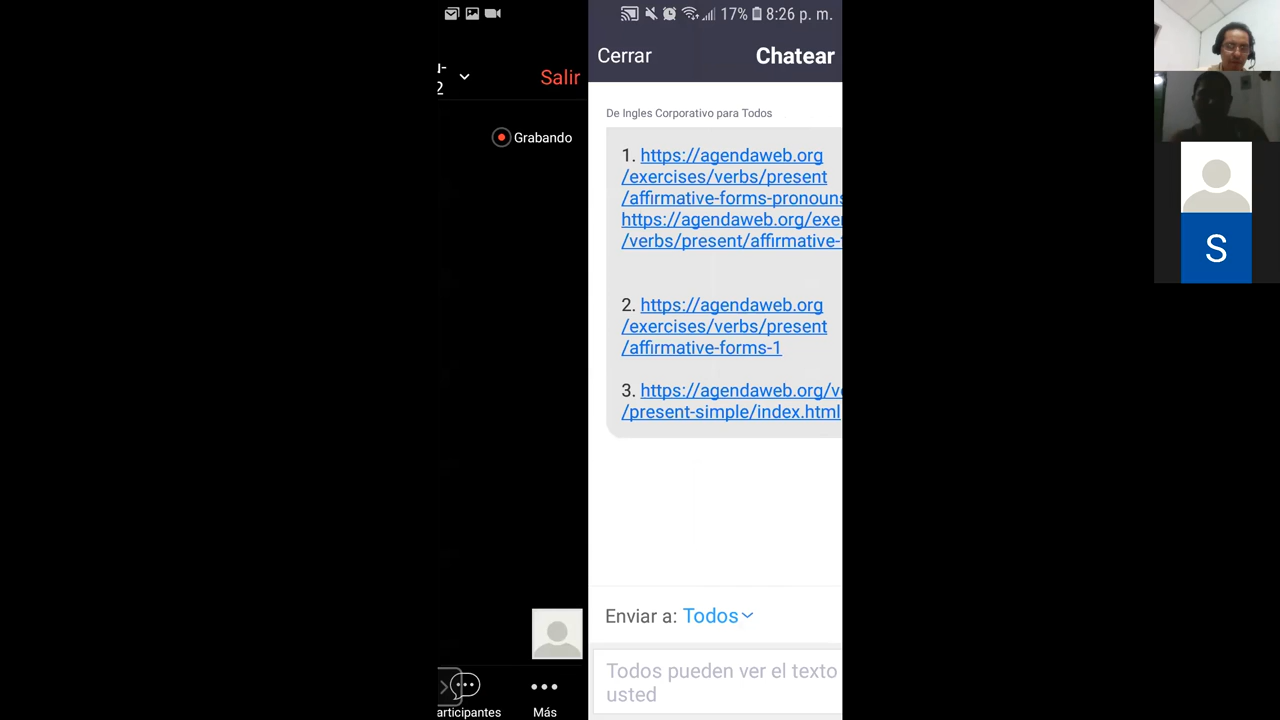 17% 8:26 p. m.
2
Salir
Grabando
Cerrar
Chatear
De Ingles Corporativo para Todos
1. https://agendaweb.org
/exercises/verbs/present
/affirmative-forms-pronouns
https://agendaweb.org/exe
/verbs/present/affirmative-
2. https://agendaweb.org
/exercises/verbs/present
/affirmative-forms-1
3. https://agendaweb.org/v
/present-simple/index.html
Enviar a: Todos
Todos pueden ver el texto
usted
articipantes
Más
S